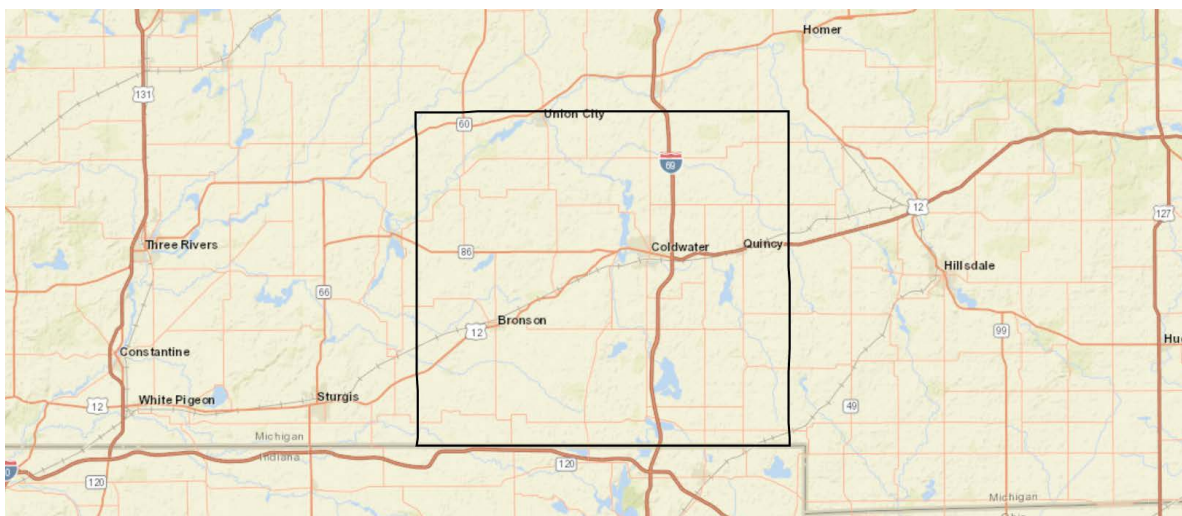 Homer
131
Union City
60
69
12
127
Three Rivers
Coldwater
Quincy
86
Hillsdale
66
Bronson
12
99
Constantine
White Pigeon
12
Sturgis
49
Michigan
Indiana
120
120
Michigan